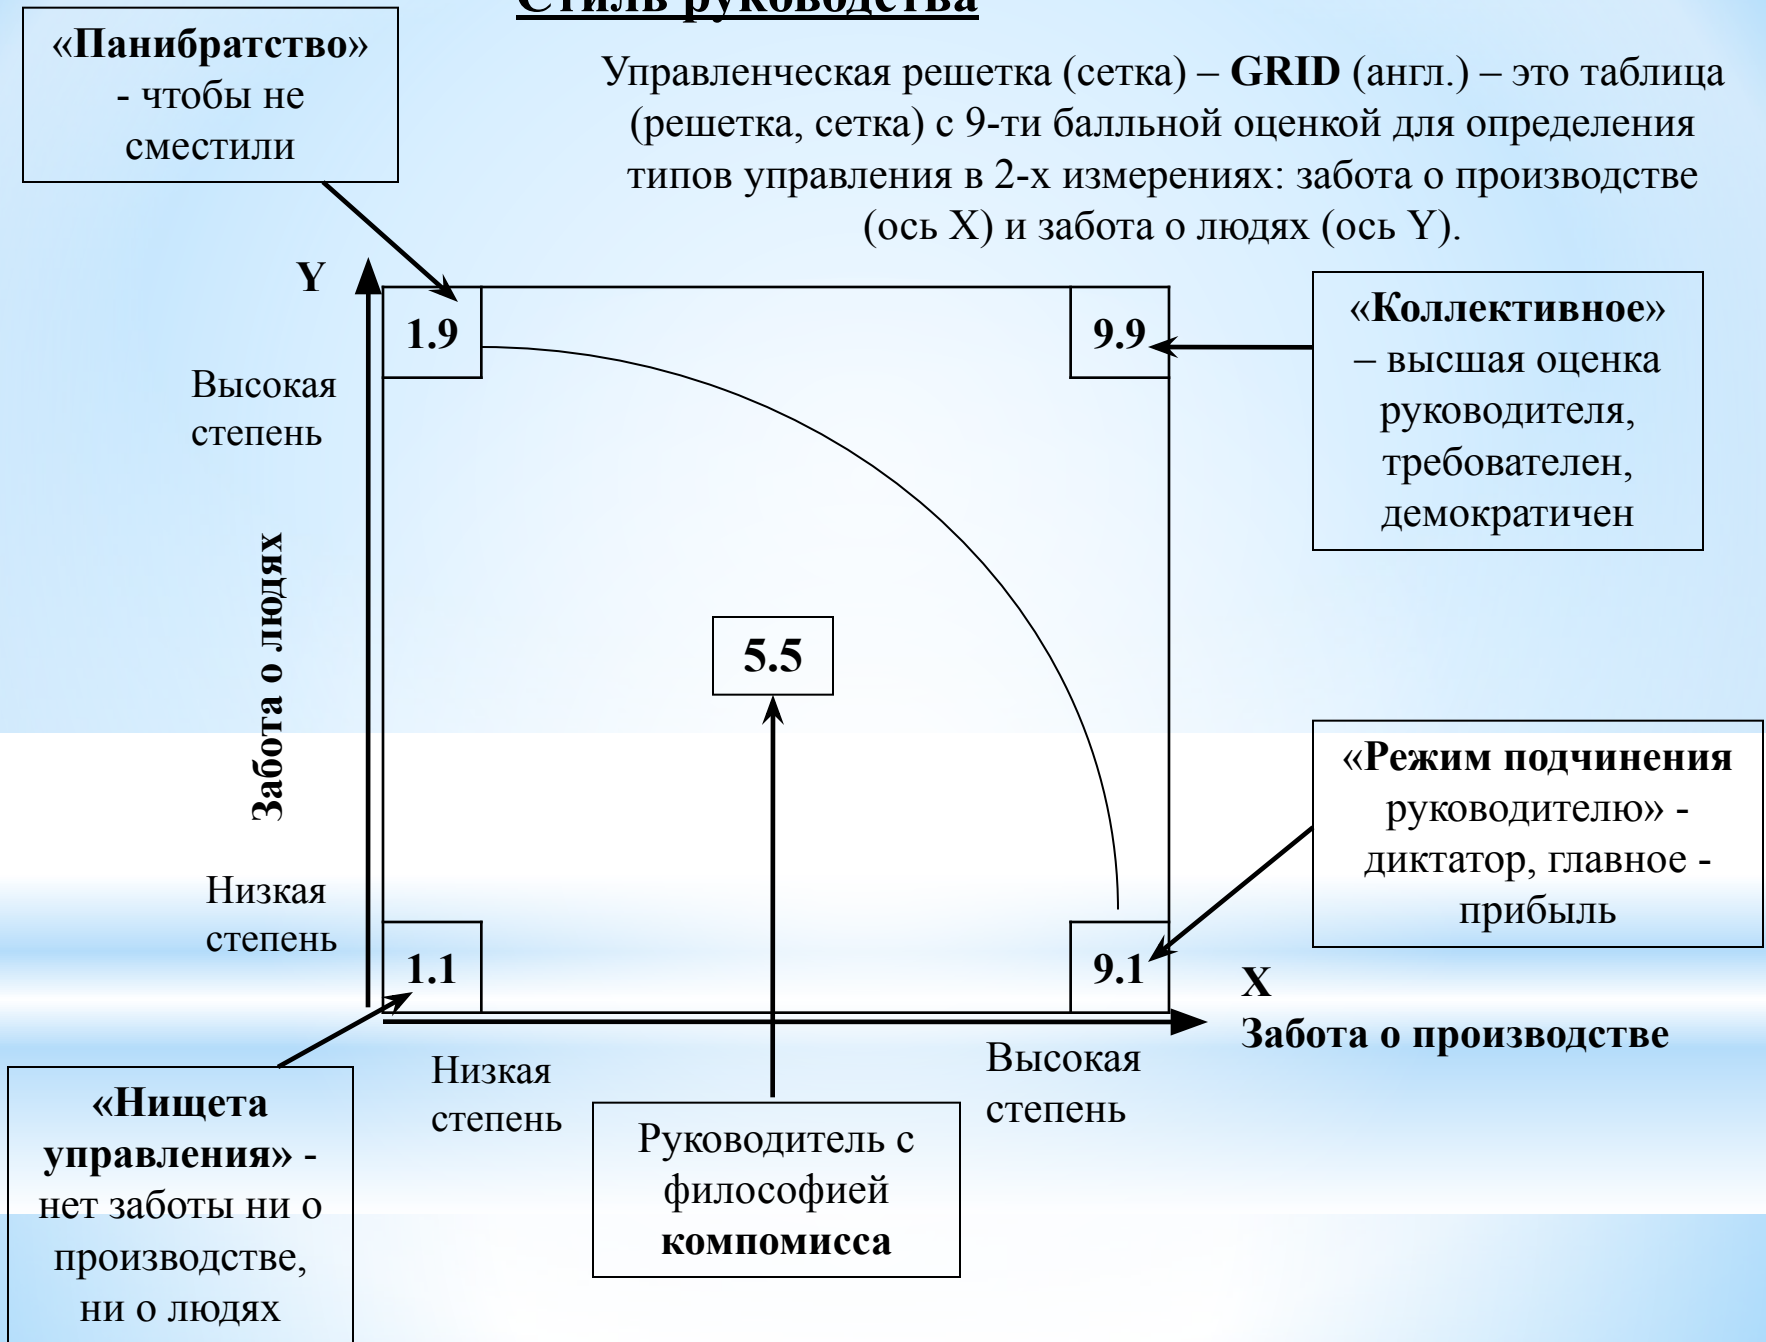 Стиль руководства
«Панибратство»
- чтобы не
сместили
Управленческая решетка (сетка) – GRID (англ.) – это таблица
(решетка, сетка) с 9-ти балльной оценкой для определения
типов управления в 2-х измерениях: забота о производстве
(ось X) и забота о людях (ось Y).
Y
1.9
9.9
«Коллективное»
– высшая оценка
руководителя,
требователен,
демократичен
Высокая
степень
Забота о людях
5.5
«Режим подчинения
руководителю» -
диктатор, главное -
прибыль
Низкая
степень
1.1
9.1
X
Забота о производстве
Низкая
степень
Высокая
степень
«Нищета
управления» -
нет заботы ни о
производстве,
ни о людях
Руководитель с
философией
компомисса